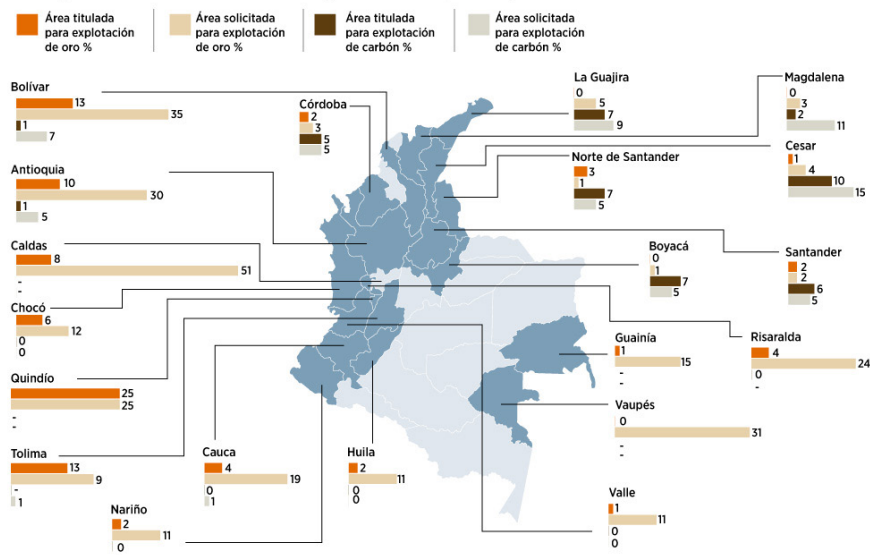 Área titulada
para explotación
de oro %
Área solicitada
para explotación
de oro %
Área titulada
para explotación
de carbón %
Área solicitada
para explotación
de carbón %
Bolívar
13
35
1
7
Córdoba
2
3
5
5
La Guajira
0
5
7
9
Magdalena
0
3
2
11
Antioquia
10
30
1
5
Norte de Santander
3
1
7
5
Cesar
1
4
10
15
Caldas
8
51
-
-
Boyacá
0
1
7
5
Santander
2
2
6
5
Chocó
6
12
0
0
Guainía
1
15
-
-
Risaralda
4
24
0
-
Quindío
25
25
-
-
Vaupés
0
31
-
-
Tolima
13
9
-
1
Cauca
4
19
0
1
Huila
2
11
0
0
Nariño
2
11
0
Valle
1
11
0
0